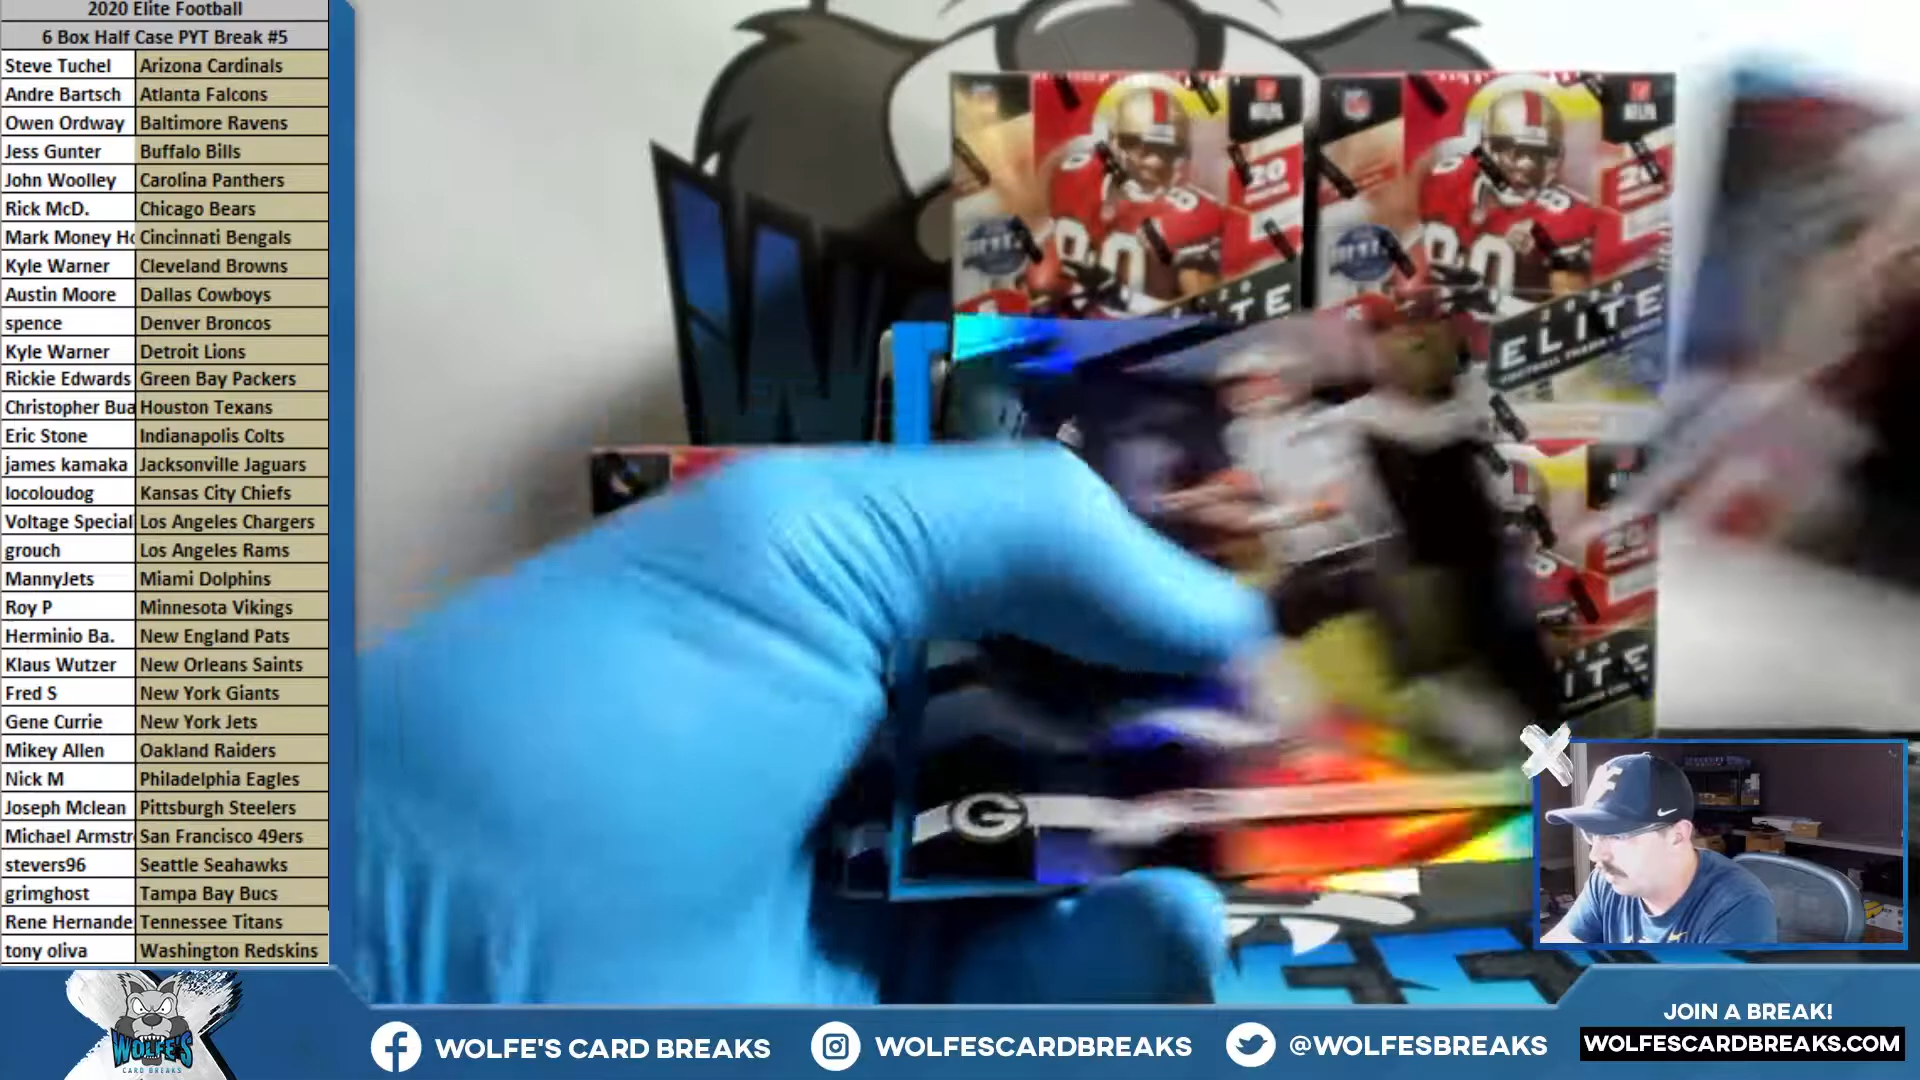 2020 Elite Football
6 Box Half Case PYT Break #5
Steve Tuchel Arizona Cardinals
Andre Bartsch Atlanta Falcons
Owen Ordway Baltimore Ravens
Jess Gunter Buffalo Bills
John Woolley Carolina Panthers
Rick McD. Chicago Bears
Mark Money Ho Cincinnati Bengals
Kyle Warner Cleveland Browns
Austin Moore Dallas Cowboys
spence Denver Broncos
Kyle Warner Detroit Lions
Rickie Edwards Green Bay Packers
Christopher Bua Houston Texans
Eric Stone Indianapolis Colts
james kamaka Jacksonville Jaguars
locoloudog Kansas City Chiefs
Voltage Special Los Angeles Chargers
grouch Los Angeles Rams
MannyJets Miami Dolphins
Roy P Minnesota Vikings
Herminio Ba. New England Pats
Klaus Wutzer New Orleans Saints
Fred S New York Giants
Gene Currie New York Jets
Mikey Allen Oakland Raiders
Nick M Philadelphia Eagles
Joseph Mclean Pittsburgh Steelers
Michael Armstr San Francisco 49ers
stevers96 Seattle Seahawks
grimghost Tampa Bay Bucs
Rene Hernande Tennessee Titans
tony oliva Washington Redskins
20
80
2020
ELITE
G
WOLFE'S
CARD BREAKS
WOLFE'S CARD BREAKS
WOLFESCARDBREAKS
@WOLFESBREAKS
JOIN A BREAK!
WOLFESCARDBREAKS.COM